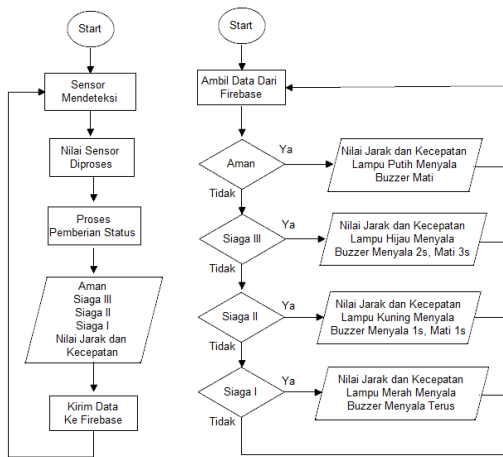 Start
Sensor
Mendeteksi
Nilai Sensor
Diproses
Proses
Pemberian Status
Aman
Siaga III
Siaga II
Siaga I
Nilai Jarak dan
Kecepatan
Kirim Data
Ke Firebase
Start
Ambil Data Dari
Firebase
Aman
Ya
Nilai Jarak dan Kecepatan
Lampu Putih Menyala
Buzzer Mati
Tidak
Siaga III
Ya
Nilai Jarak dan Kecepatan
Lampu Hijau Menyala
Buzzer Menyala 2s, Mati 3s
Tidak
Siaga II
Ya
Nilai Jarak dan Kecepatan
Lampu Kuning Menyala
Buzzer Menyala 1s, Mati 1s
Tidak
Siaga I
Ya
Nilai Jarak dan Kecepatan
Lampu Merah Menyala
Buzzer Menyala Terus
Tidak